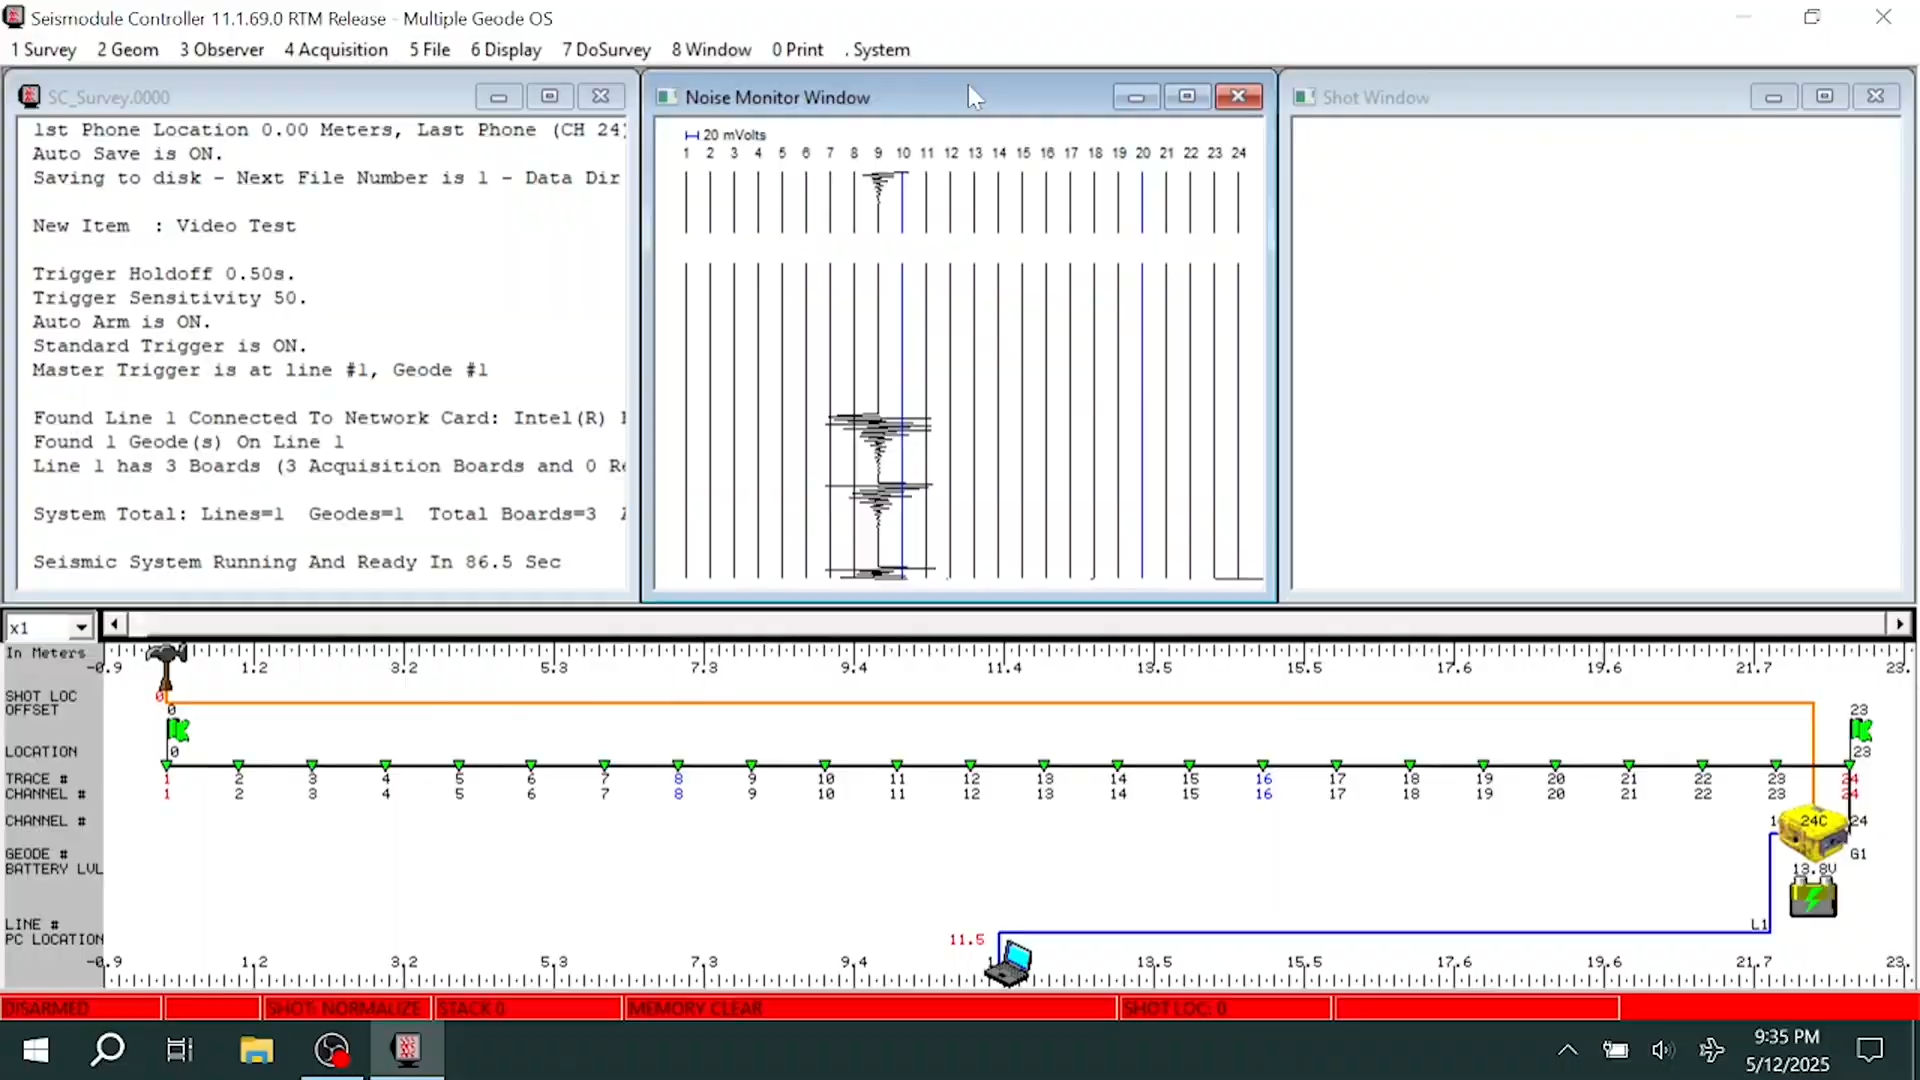 Seismodule Controller 11.1.69.0 RTM Release - Multiple Geode OS
1 Survey 2 Geom 3 Observer 4 Acquisition 5 File 6 Display 7 DoSurvey 8 Window 0 Print . System
SC_Survey.0000
1st Phone Location 0.00 Meters, Last Phone (CH 24)
Auto Save is ON.
Saving to disk - Next File Number is 1 - Data Dir
New Item : Video Test
Trigger Holdoff 0.50s.
Trigger Sensitivity 50.
Auto Arm is ON.
Standard Trigger is ON.
Master Trigger is at line #1, Geode #1
Found Line 1 Connected To Network Card: Intel(R)
Found 1 Geode(s) On Line 1
Line 1 has 3 Boards (3 Acquisition Boards and 0
System Total: Lines=1 Geodes=1 Total Boards=3
Seismic System Running And Ready In 86.5 Sec
Noise Monitor Window
20 mVolts
1 2 3 4 5 6 7 8 9 10 11 12 13 14 15 16 17 18 19 20 21 22 23 24
Shot Window
x1
In Meters
-0.9 1.2 3.2 5.3 7.3 9.4 11.4 13.5 15.5 17.6 19.6 21.7 23.
SHOT LOC 0
OFFSET 0 23
LOCATION 0 23
TRACE # 1 2 3 4 5 6 7 8 9 10 11 12 13 14 15 16 17 18 19 20 21 22 23 24
CHANNEL # 1 2 3 4 5 6 7 8 9 10 11 12 13 14 15 16 17 18 19 20 21 22 23 24
CHANNEL # 1 24C 24
GEODE # G1
BATTERY LVL 13.8V
LINE # L1
PC LOCATION 11.5
-0.9 1.2 3.2 5.3 7.3 9.4 13.5 15.5 17.6 19.6 21.7 23.
DISARMED SHOT: NORMALIZE STACK 0 MEMORY CLEAR SHOT LOC: 0
9:35 PM
5/12/2025